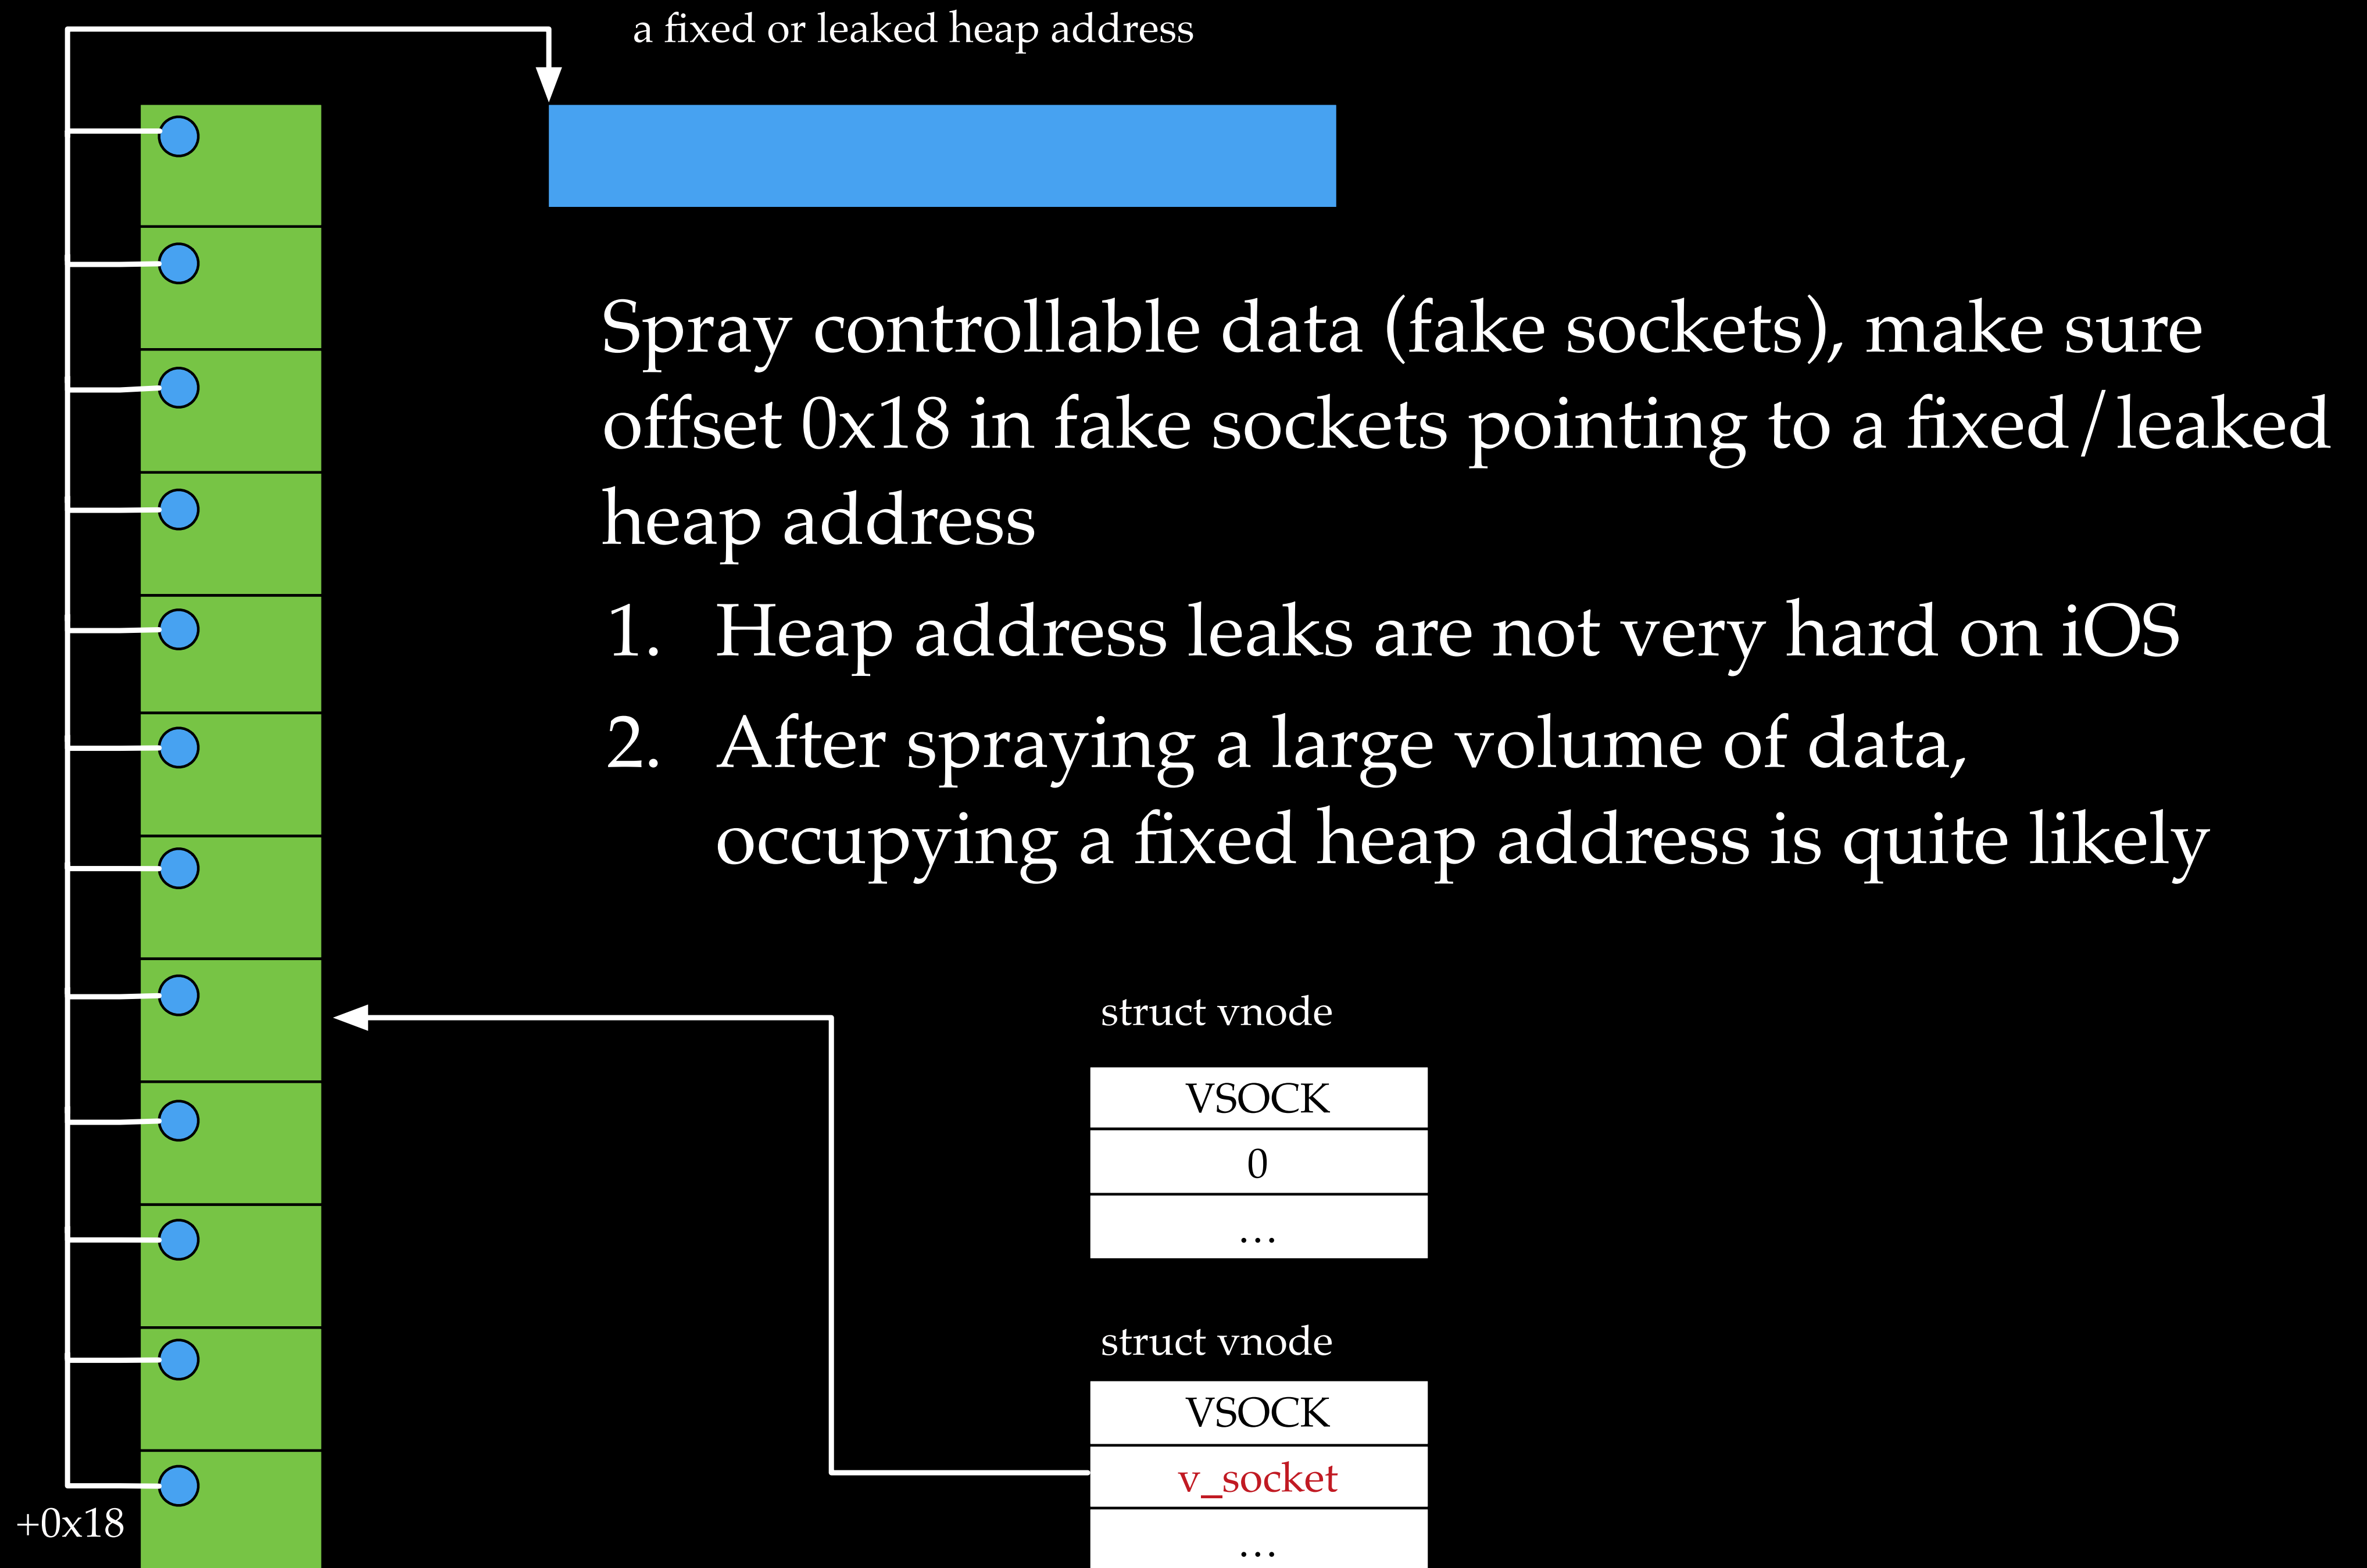 a fixed or leaked heap address
Spray controllable data (fake sockets), make sure
offset 0x18 in fake sockets pointing to a fixed/leaked
heap address
1. Heap address leaks are not very hard on iOS
2. After spraying a large volume of data,
occupying a fixed heap address is quite likely
struct vnode
VSOCK
0
...
struct vnode
VSOCK
v_socket
...
+0x18